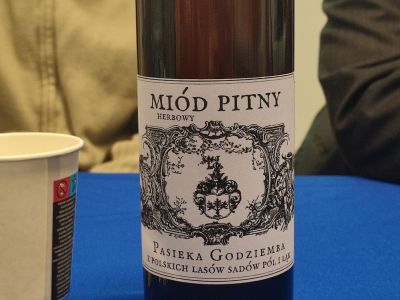 MIÓD PITNY
HERBOWY
PASIEKA GODZIEMBA
Z POLSKICH LASÓW SADÓW PÓL I ŁĄK